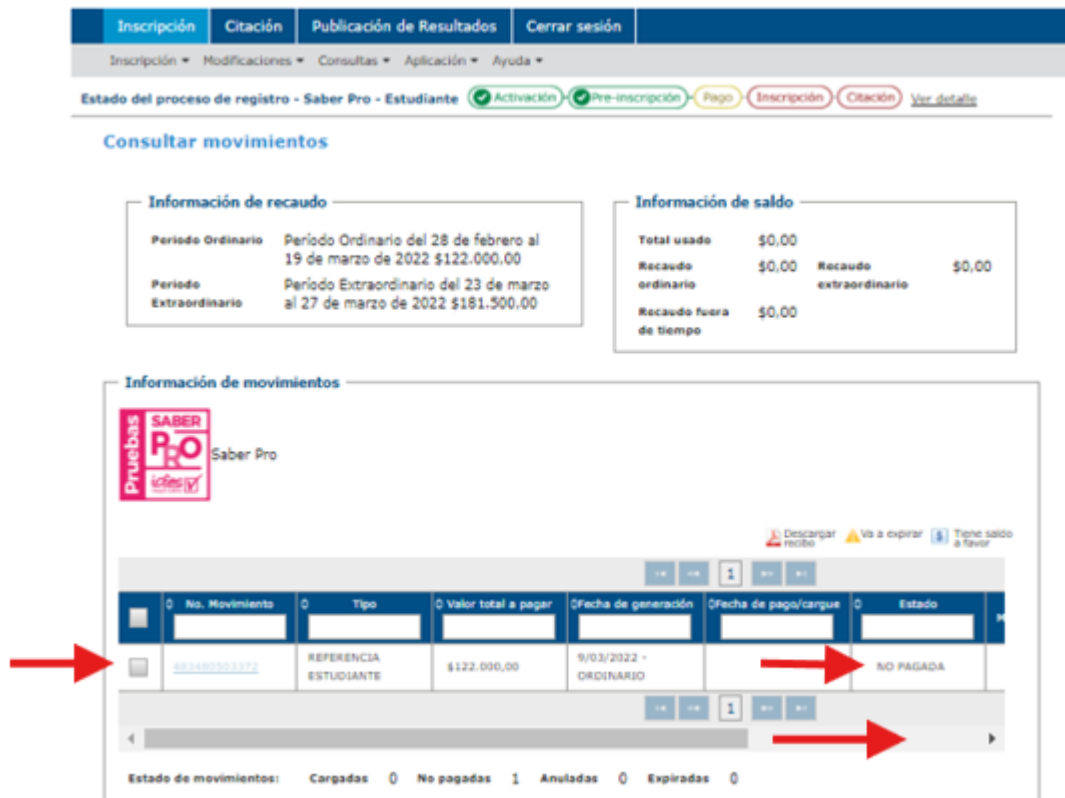 Inscripción Citación Publicación de Resultados Cerrar sesión
Inscripción Modificaciones Consultas Aplicación Ayuda
Estado del proceso de registro - Saber Pro - Estudiante Activación Pre-inscripción Pago Inscripción Citación Ver detalle
Consultar movimientos
Información de recaudo
Periodo Ordinario Período Ordinario del 28 de febrero al
19 de marzo de 2022 $122.000,00
Periodo Extraordinario Período Extraordinario del 23 de marzo
al 27 de marzo de 2022 $181.500,00
Información de saldo
Total usado $0,00
Recaudo ordinario $0,00 Recaudo extraordinario $0,00
Recaudo fuera de tiempo $0,00
Información de movimientos
Pruebas
SABER
PRO
icfes
Saber Pro
Descargar recibo Va a expirar $ Tiene saldo a favor
1
No. Movimiento Tipo Valor total a pagar Fecha de generación Fecha de pago/cargue Estado M
483480503372 REFERENCIA ESTUDIANTE $122.000,00 9/03/2022 - ORDINARIO NO PAGADA
1
Estado de movimientos: Cargadas 0 No pagadas 1 Anuladas 0 Expiradas 0